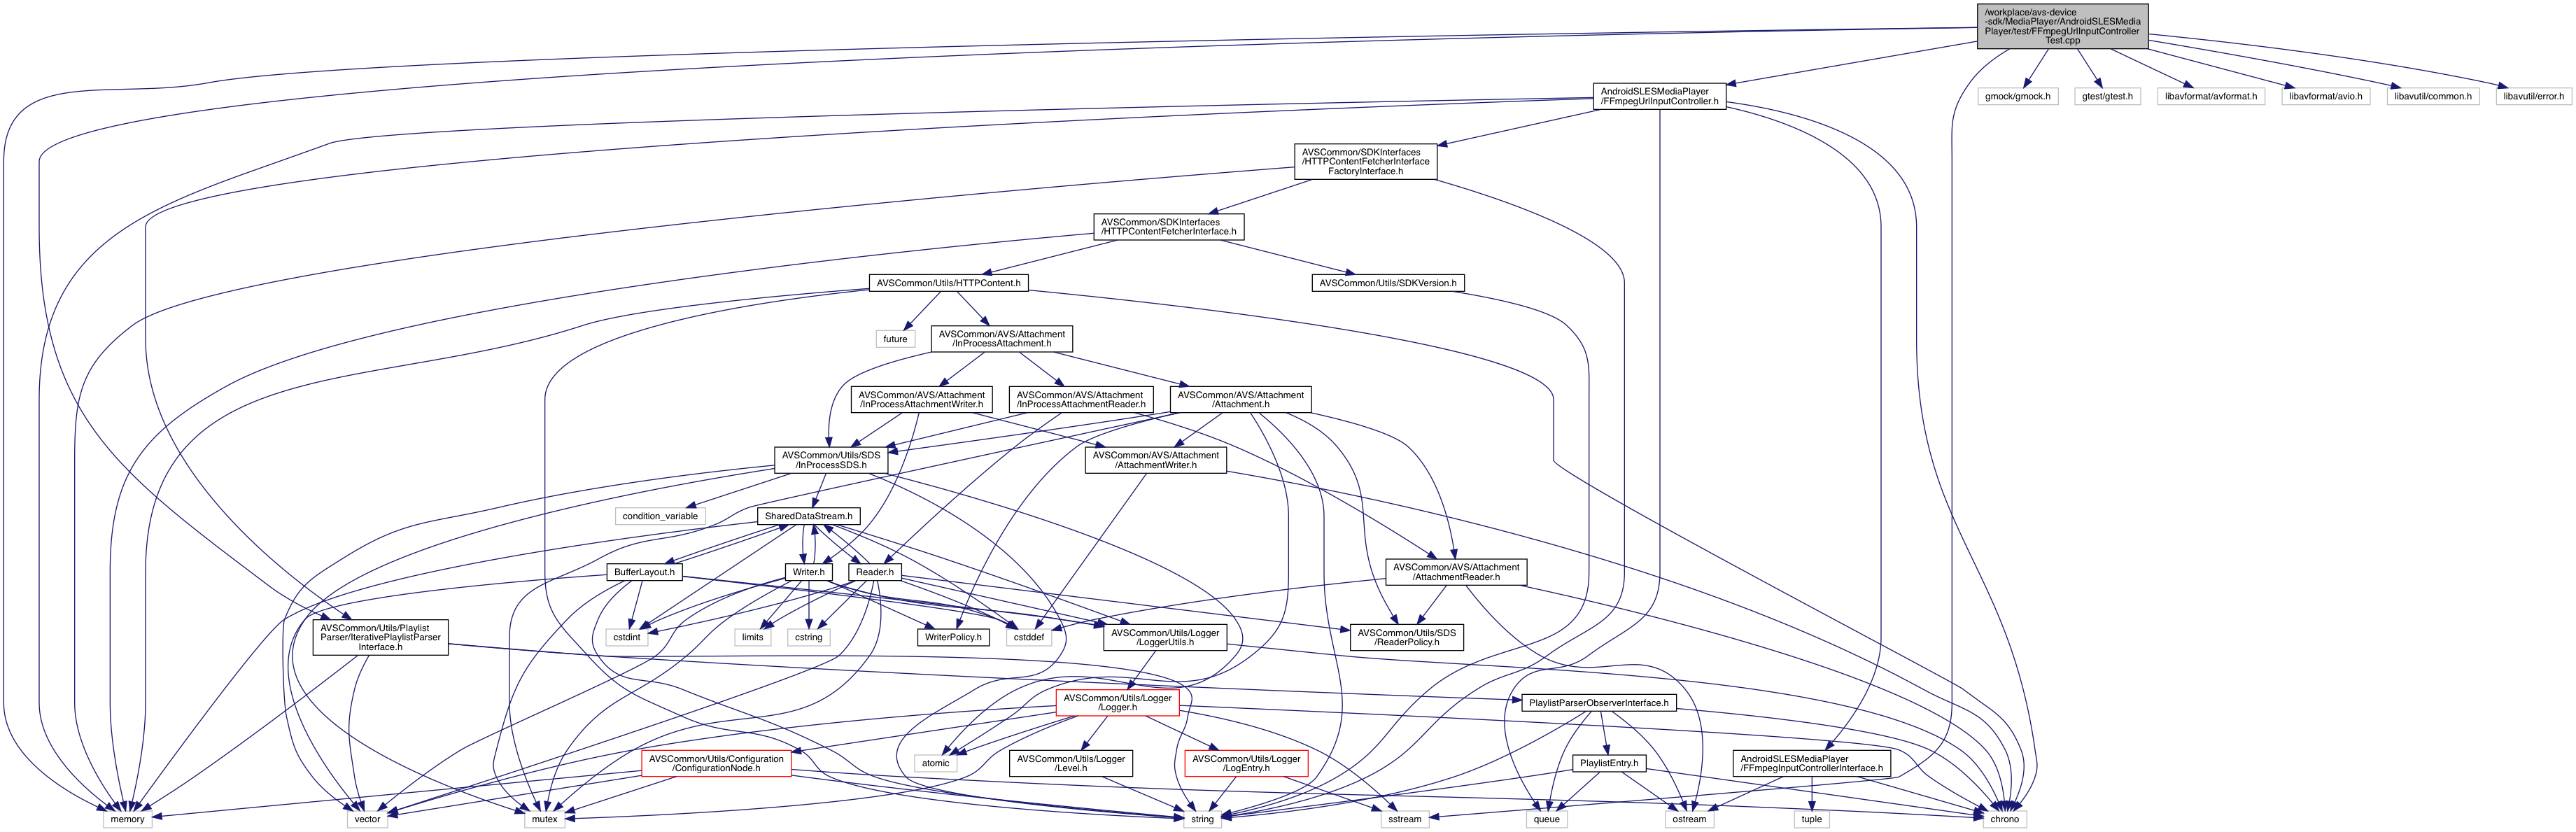 /workplace/avs-device
-sdk/MediaPlayer/AndroidSLESMedia
Player/test/FFmpegUrlInputController
Test.cpp
AndroidSLESMediaPlayer
/FFmpegUrlInputController.h
gmock/gmock.h
gtest/gtest.h
libavformat/avformat.h
libavformat/avio.h
libavutil/common.h
libavutil/error.h
AVSCommon/SDKInterfaces
/HTTPContentFetcherInterface
FactoryInterface.h
AVSCommon/SDKInterfaces
/HTTPContentFetcherInterface.h
AVSCommon/Utils/HTTPContent.h
AVSCommon/Utils/SDKVersion.h
future
AVSCommon/AVS/Attachment
/InProcessAttachment.h
AVSCommon/AVS/Attachment
/InProcessAttachmentWriter.h
AVSCommon/AVS/Attachment
/InProcessAttachmentReader.h
AVSCommon/AVS/Attachment
/Attachment.h
AVSCommon/Utils/SDS
/InProcessSDS.h
AVSCommon/AVS/Attachment
/AttachmentWriter.h
condition_variable
SharedDataStream.h
BufferLayout.h
Writer.h
Reader.h
AVSCommon/AVS/Attachment
/AttachmentReader.h
AVSCommon/Utils/Playlist
Parser/IterativePlaylistParser
Interface.h
cstdint
limits
cstring
WriterPolicy.h
cstddef
AVSCommon/Utils/Logger
/LoggerUtils.h
AVSCommon/Utils/SDS
/ReaderPolicy.h
AVSCommon/Utils/Logger
/Logger.h
PlaylistParserObserverInterface.h
AVSCommon/Utils/Configuration
/ConfigurationNode.h
atomic
AVSCommon/Utils/Logger
/Level.h
AVSCommon/Utils/Logger
/LogEntry.h
PlaylistEntry.h
AndroidSLESMediaPlayer
/FFmpegInputControllerInterface.h
memory
vector
mutex
string
sstream
queue
ostream
tuple
chrono